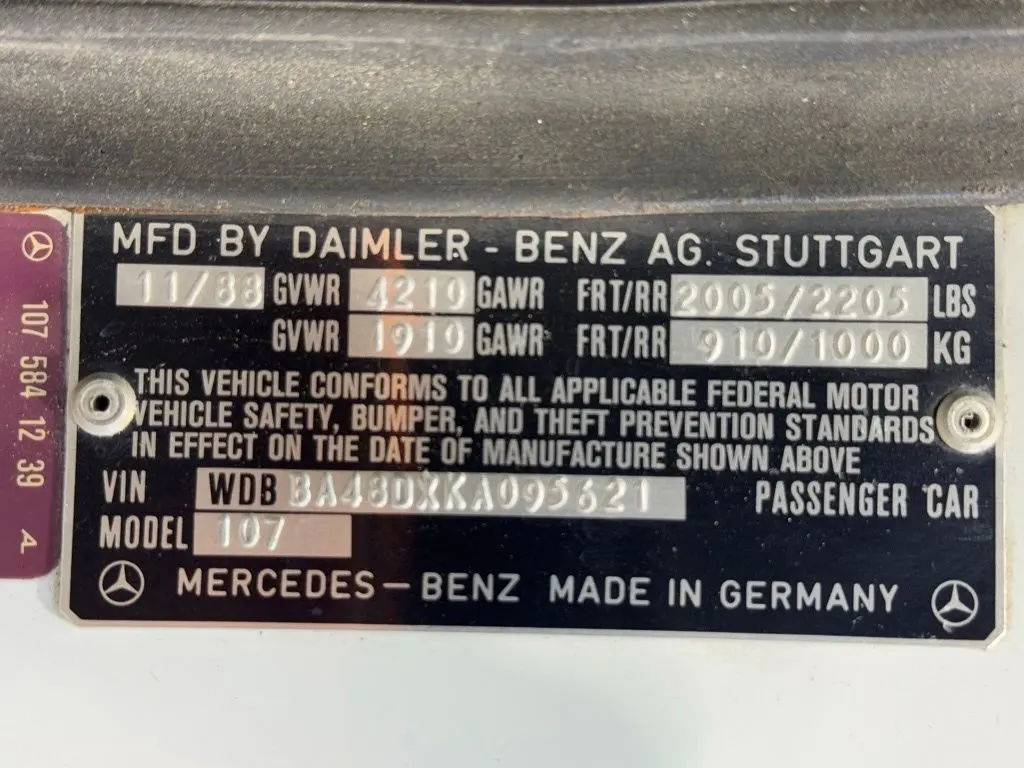 MFD BY DAIMLER - BENZ AG. STUTTGART
11/88 GVWR 4210 GAWR FRT/RR 2005/2205 LBS
GVWR 1910 GAWR FRT/RR 910/1000 KG
THIS VEHICLE CONFORMS TO ALL APPLICABLE FEDERAL MOTOR
VEHICLE SAFETY, BUMPER, AND THEFT PREVENTION STANDARDS
IN EFFECT ON THE DATE OF MANUFACTURE SHOWN ABOVE
VIN WDB BA48DXKA095621 PASSENGER CAR
MODEL 107
MERCEDES – BENZ MADE IN GERMANY
107 584 12 39 A